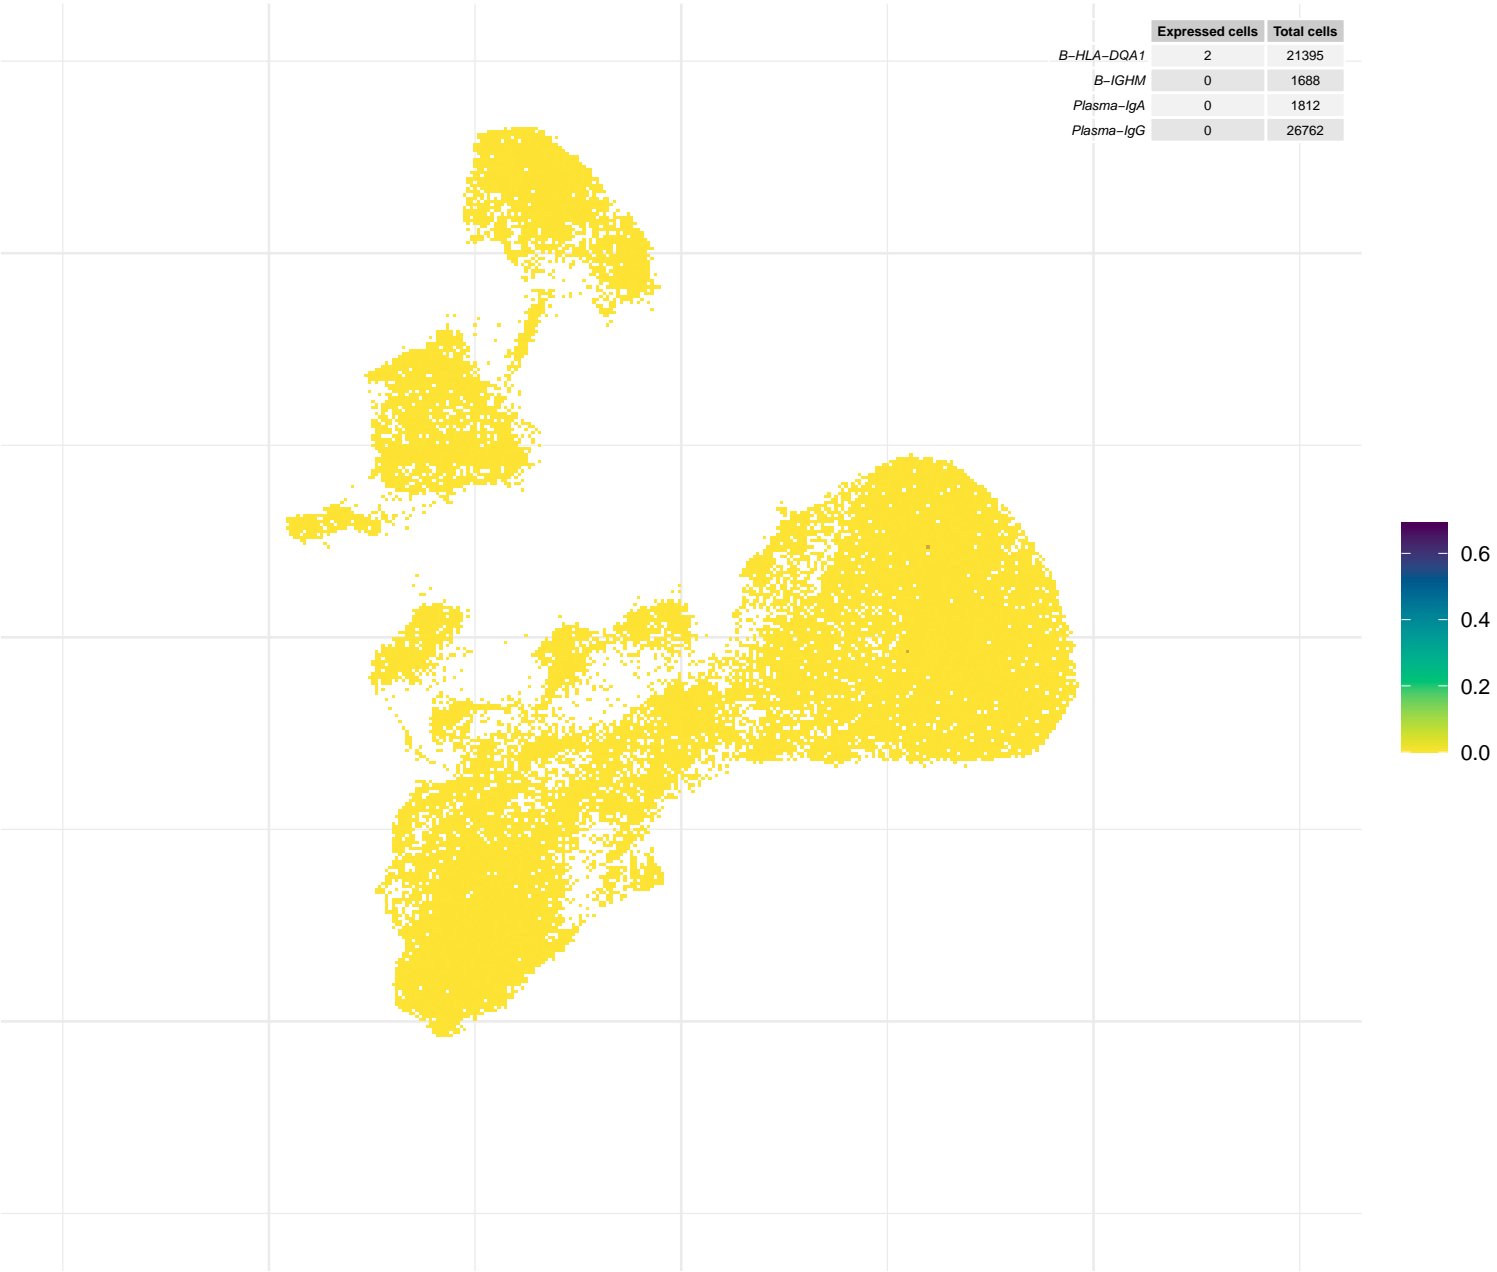 Expressed cells Total cells
B−HLA−DQA1 2 21395
B−IGHM 0 1688
Plasma−IgA 0 1812
Plasma−IgG 0 26762
0.6
0.4
0.2
0.0